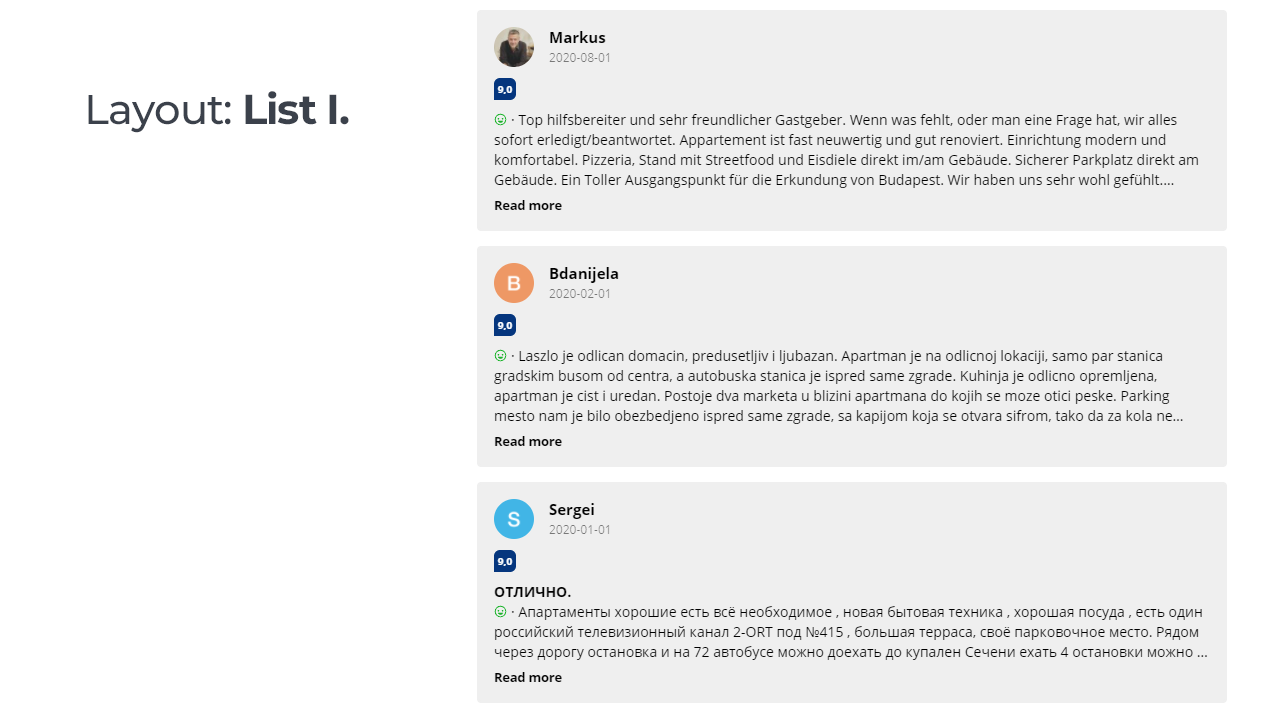 Layout: List I.
Markus
2020-08-01
9,0
· Top hilfsbereiter und sehr freundlicher Gastgeber. Wenn was fehlt, oder man eine Frage hat, wir alles
sofort erledigt/beantwortet. Appartement ist fast neuwertig und gut renoviert. Einrichtung modern und
komfortabel. Pizzeria, Stand mit Streetfood und Eisdiele direkt im/am Gebäude. Sicherer Parkplatz direkt am
Gebäude. Ein Toller Ausgangspunkt für die Erkundung von Budapest. Wir haben uns sehr wohl gefühlt....
Read more
B
Bdanijela
2020-02-01
9,0
· Laszlo je odlican domacin, predusetljiv i ljubazan. Apartman je na odlicnoj lokaciji, samo par stanica
gradskim busom od centra, a autobuska stanica je ispred same zgrade. Kuhinja je odlicno opremljena,
apartman je cist i uredan. Postoje dva marketa u blizini apartmana do kojih se moze otici peske. Parking
mesto nam je bilo obezbedjeno ispred same zgrade, sa kapijom koja se otvara sifrom, tako da za kola ne...
Read more
S
Sergei
2020-01-01
9,0
ОТЛИЧНО.
· Апартаменты хорошие есть всё необходимое , новая бытовая техника , хорошая посуда , есть один
российский телевизионный канал 2-ORT под №415 , большая терраса, своё парковочное место. Рядом
через дорогу остановка и на 72 автобусе можно доехать до купален Сечени ехать 4 остановки можно ...
Read more